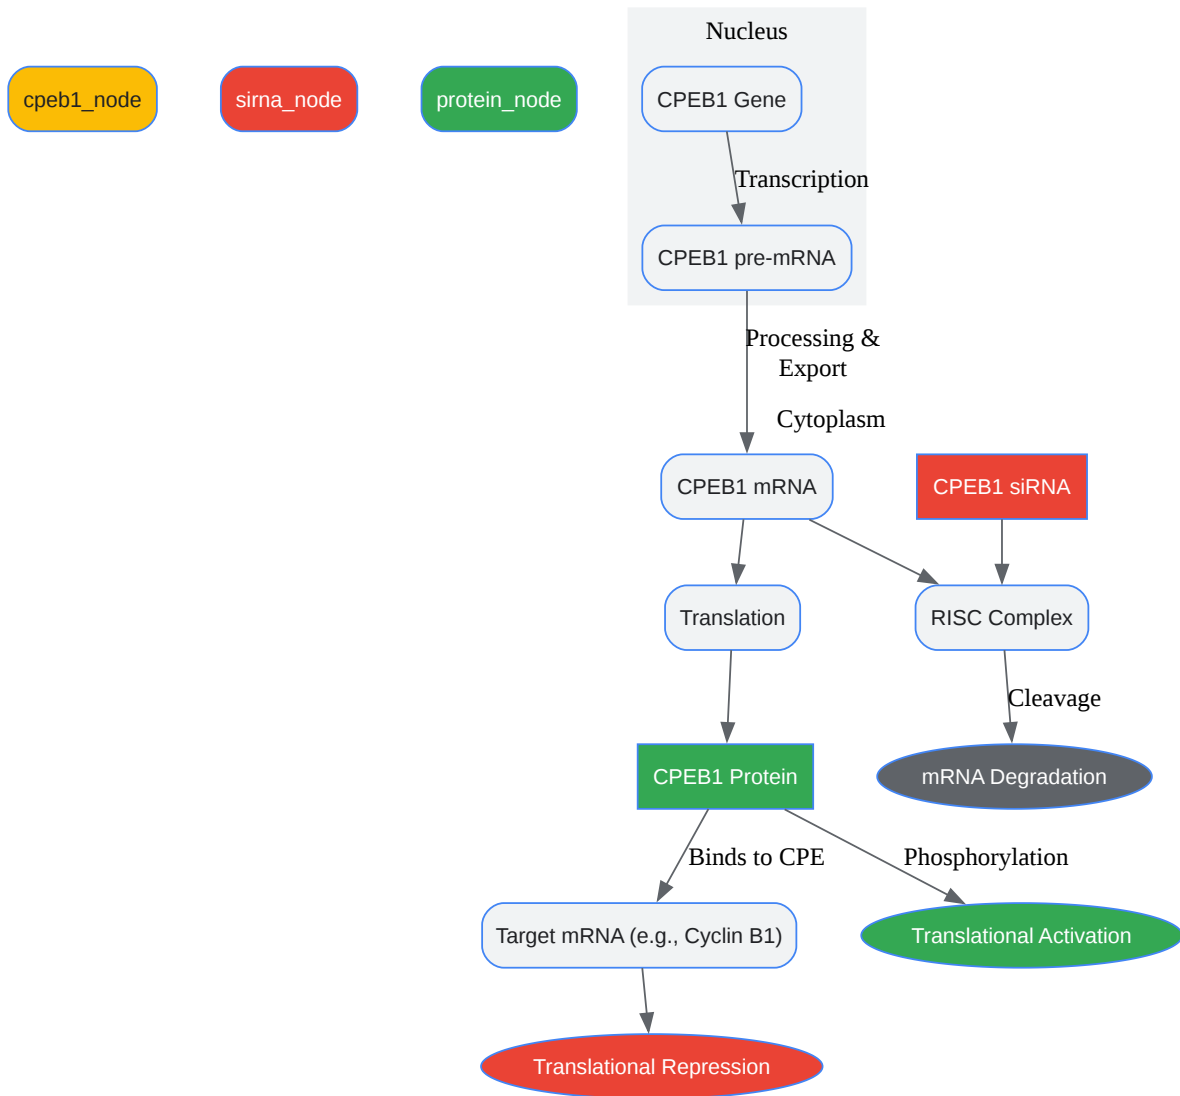 Nucleus
cpeb1_node
sirna_node
protein_node
CPEB1 Gene
Transcription
CPEB1 pre-mRNA
Processing &
Export
Cytoplasm
CPEB1 mRNA
CPEB1 siRNA
Translation
RISC Complex
Cleavage
CPEB1 Protein
mRNA Degradation
Binds to CPE
Phosphorylation
Target mRNA (e.g., Cyclin B1)
Translational Activation
Translational Repression